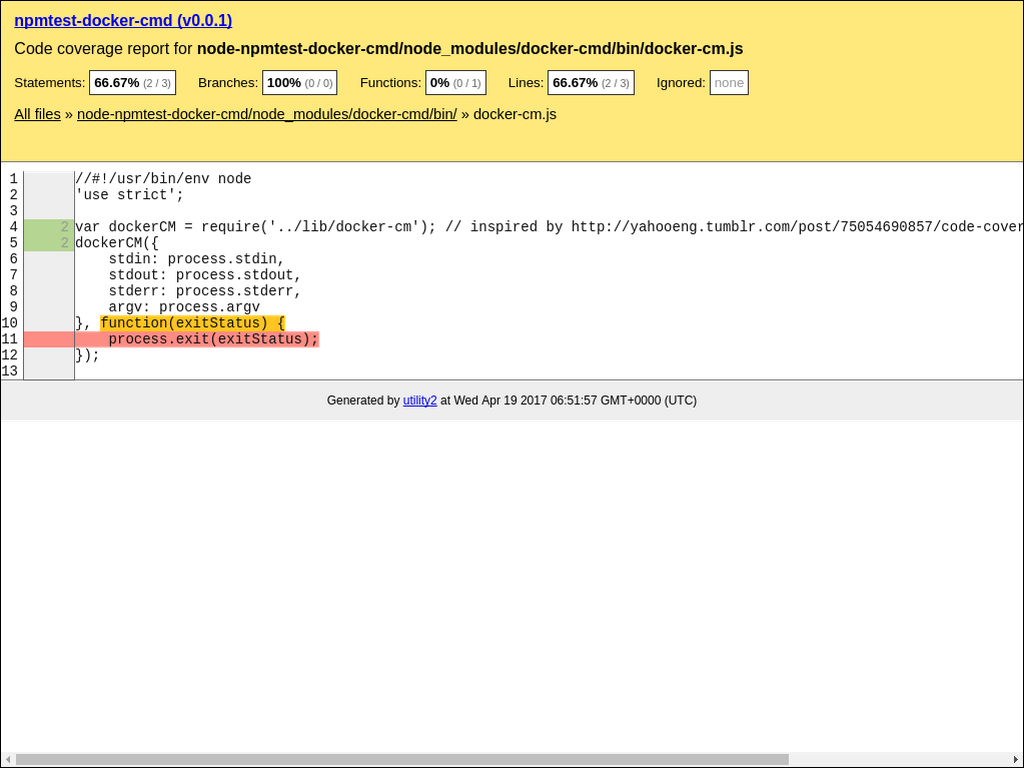 npmtest-docker-cmd (v0.0.1)
Code coverage report for node-npmtest-docker-cmd/node_modules/docker-cmd/bin/docker-cm.js
Statements: 66.67% (2 / 3) Branches: 100% (0 / 0) Functions: 0% (0 / 1) Lines: 66.67% (2 / 3) Ignored: none
All files » node-npmtest-docker-cmd/node_modules/docker-cmd/bin/ » docker-cm.js
1 //#!/usr/bin/env node
2 'use strict';
3
4 2 var dockerCM = require('../lib/docker-cm'); // inspired by http://yahooeng.tumblr.com/post/75054690857/code-cover
5 2 dockerCM({
6     stdin: process.stdin,
7     stdout: process.stdout,
8     stderr: process.stderr,
9     argv: process.argv
10 }, function(exitStatus) {
11     process.exit(exitStatus);
12 });
13
Generated by utility2 at Wed Apr 19 2017 06:51:57 GMT+0000 (UTC)